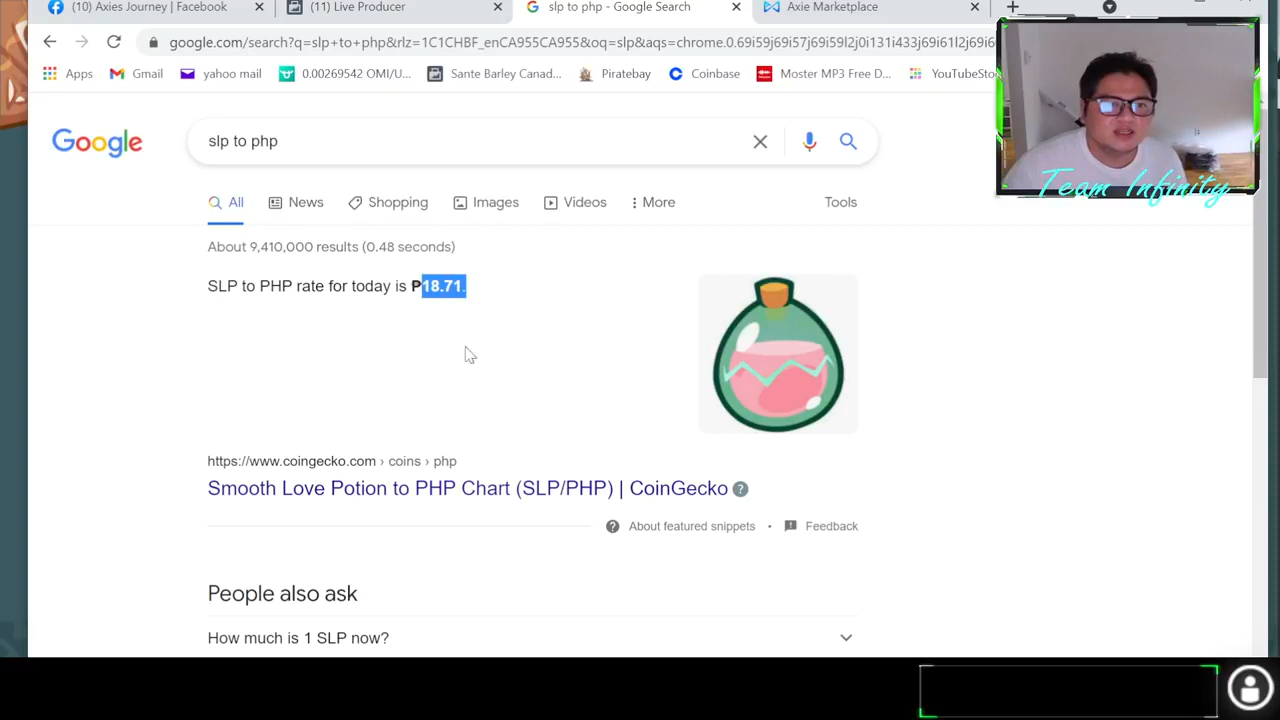 (10) Axies Journey | Facebook
(11) Live Producer
slp to php - Google Search
Axie Marketplace
google.com/search?q=slp+to+php&rlz=1C1CHBF_enCA955CA955&oq=slp&aqs=chrome.0.69i59j69i57j69i59l2j0i131i433j69i61l2j69i6
Apps
Gmail
yahoo mail
0.00269542 OMI/U...
Sante Barley Canad...
Piratebay
Coinbase
Moster MP3 Free D...
YouTubeSto
Team Infinity
Google
slp to php
All
News
Shopping
Images
Videos
More
Tools
About 9,410,000 results (0.48 seconds)
SLP to PHP rate for today is ₱18.71.
https://www.coingecko.com › coins › php
Smooth Love Potion to PHP Chart (SLP/PHP) | CoinGecko
About featured snippets
Feedback
People also ask
How much is 1 SLP now?